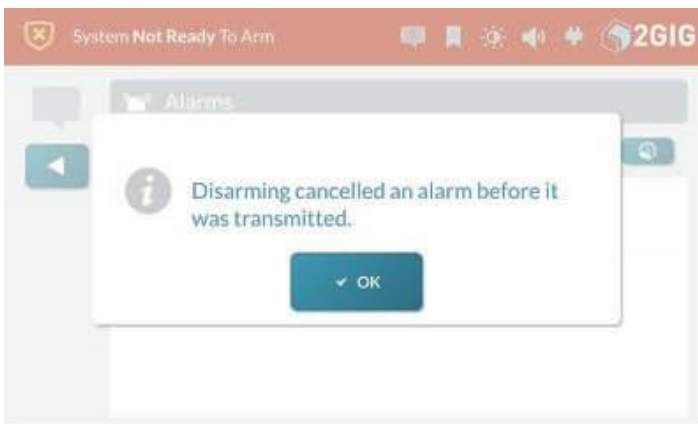 System Not Ready To Arm
2GIG
Alarms
Disarming cancelled an alarm before it
was transmitted.
OK